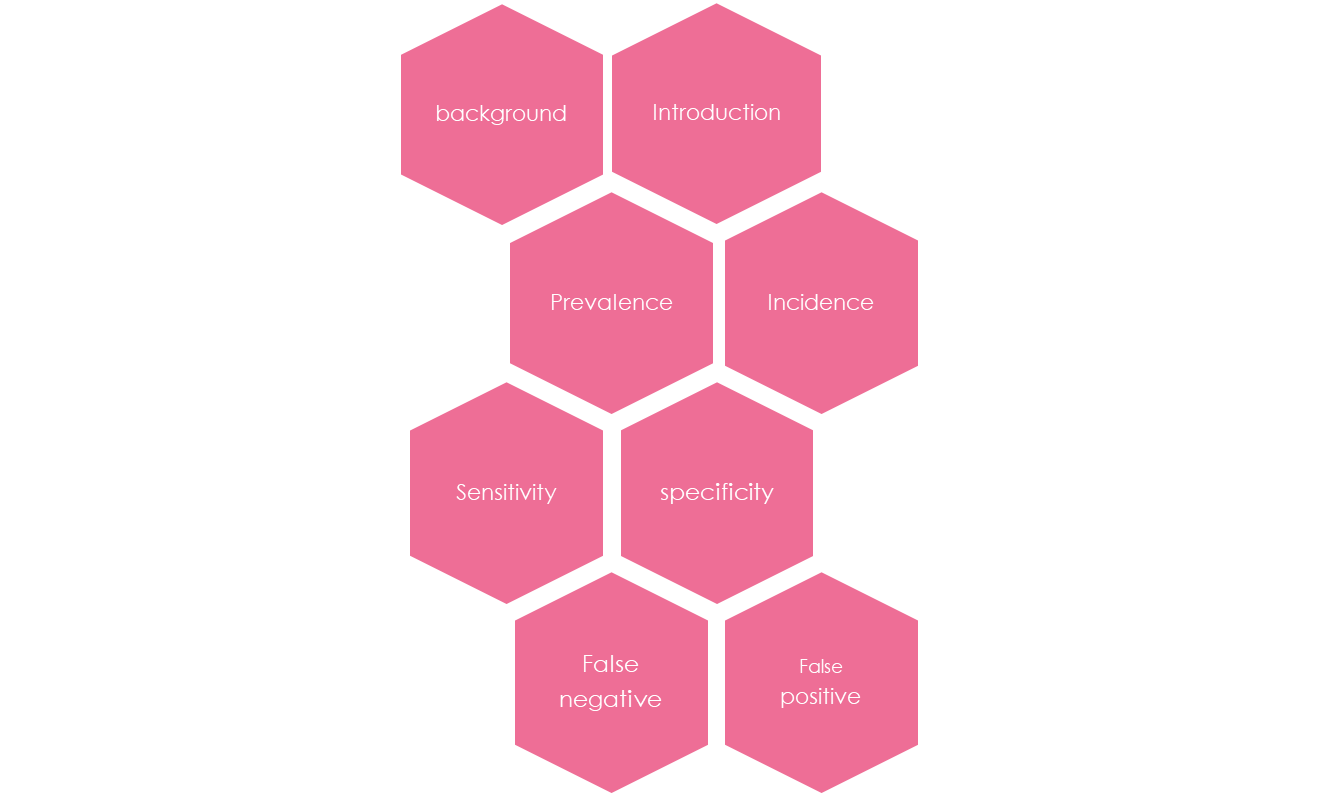 background
Introduction
Prevalence
Incidence
Sensitivity
specificity
False
negative
False
positive